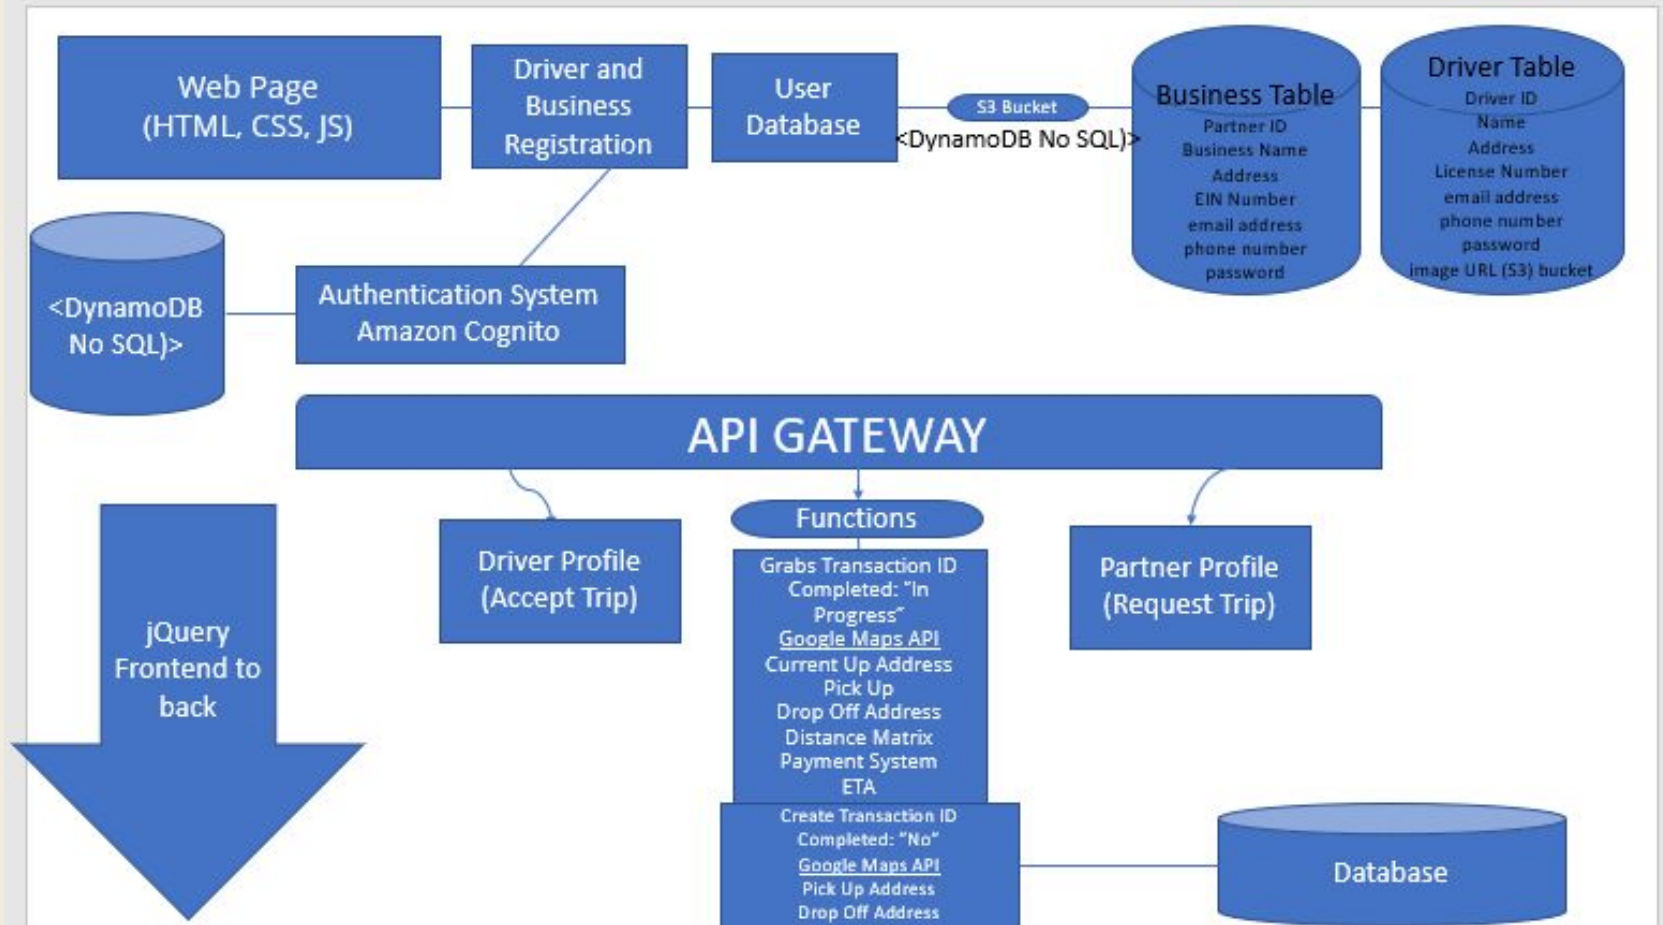 Web Page
(HTML, CSS, JS)
Driver and
Business
Registration
User
Database
S3 Bucket
<DynamoDB No SQL)>
Business Table
Partner ID
Business Name
Address
EIN Number
email address
phone number
password
Driver Table
Driver ID
Name
Address
License Number
email address
phone number
password
image URL (S3) bucket
<DynamoDB
No SQL)>
Authentication System
Amazon Cognito
API GATEWAY
jQuery
Frontend to
back
Driver Profile
(Accept Trip)
Functions
Grabs Transaction ID
Completed: “In
Progress”
Google Maps API
Current Up Address
Pick Up
Drop Off Address
Distance Matrix
Payment System
ETA
Create Transaction ID
Completed: “No”
Google Maps API
Pick Up Address
Drop Off Address
Partner Profile
(Request Trip)
Database